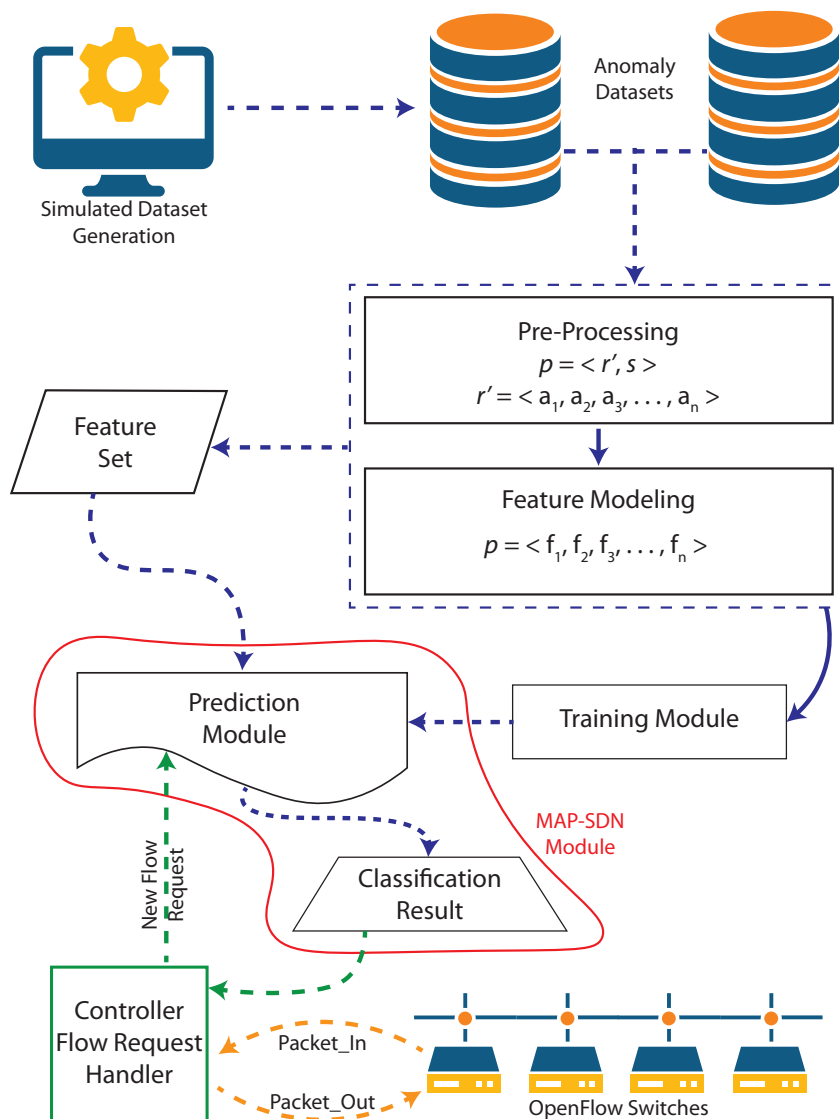 Anomaly
Datasets
Simulated Dataset
Generation
Pre-Processing
p = < r′, s >
r′ = < a₁, a₂, a₃, . . . , aₙ >
Feature
Set
Feature Modeling
p = < f₁, f₂, f₃, . . . , fₙ >
Prediction
Module
Training Module
MAP-SDN
Module
Classification
Result
New Flow
Request
Controller
Flow Request
Handler
Packet_In
Packet_Out
OpenFlow Switches